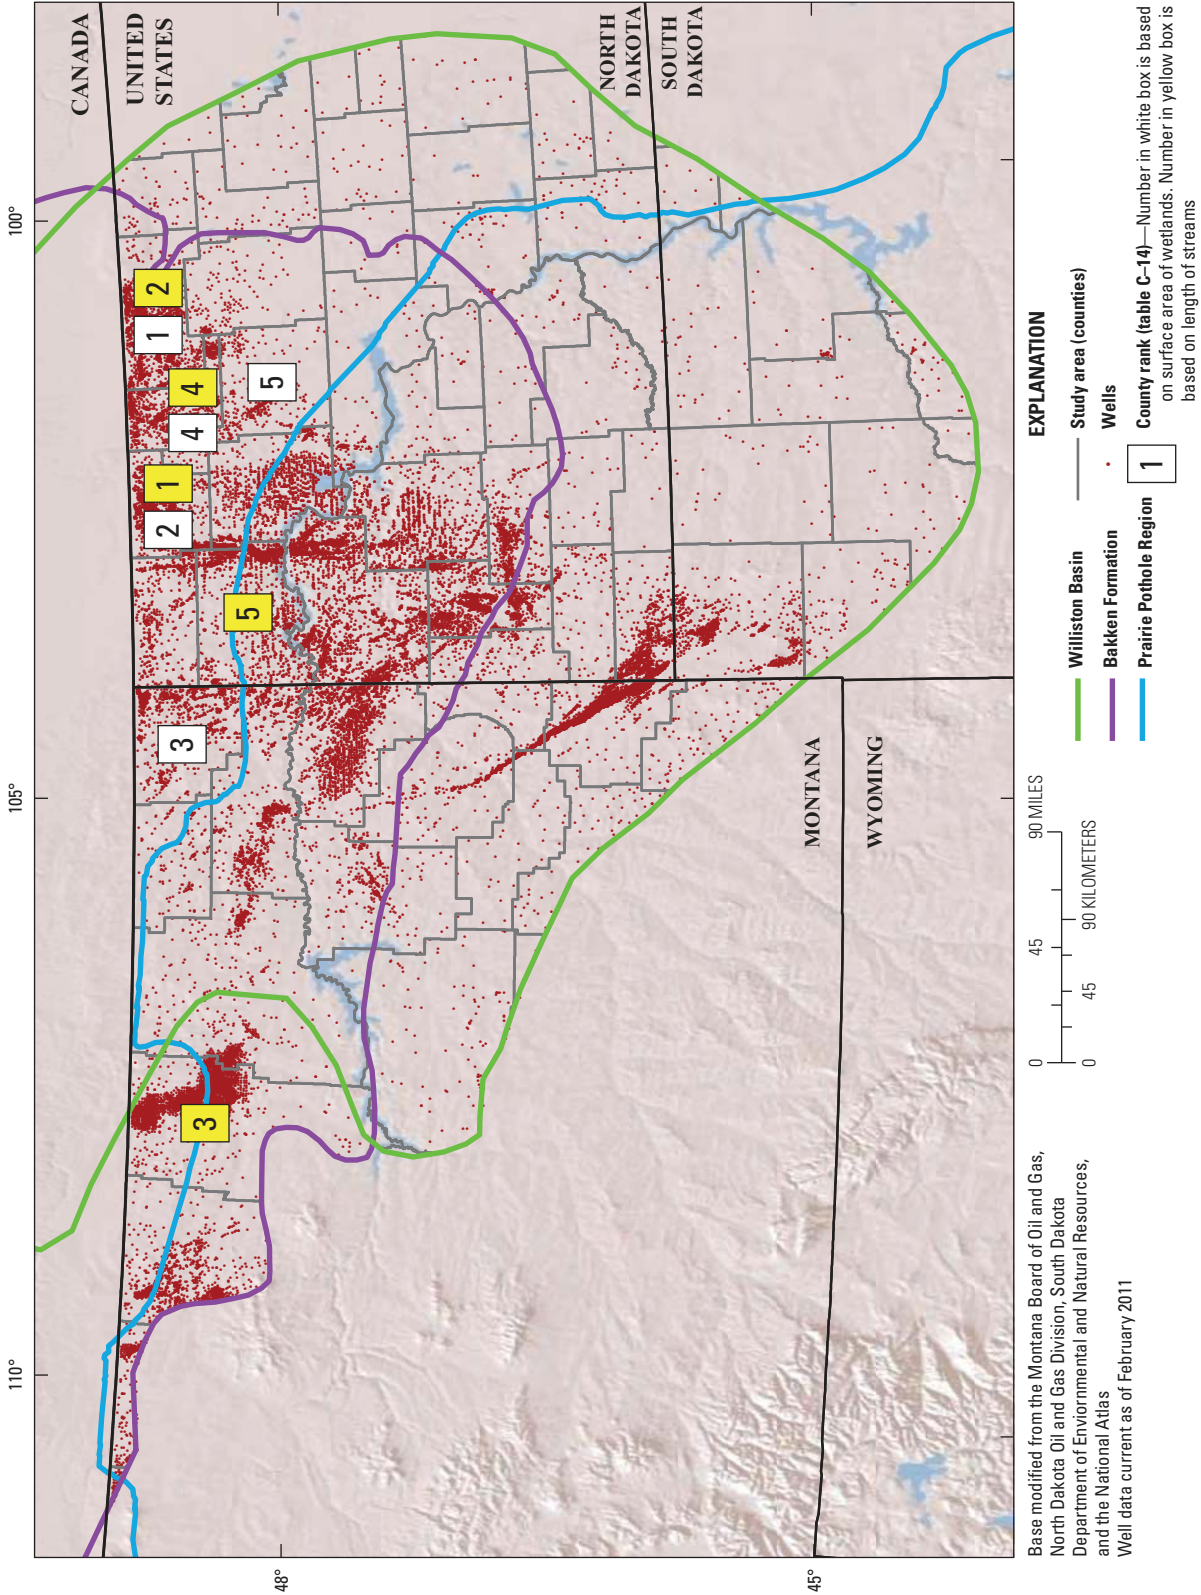 110°
105°
100°
48°
45°
CANADA
UNITED
STATES
NORTH
DAKOTA
SOUTH
DAKOTA
MONTANA
WYOMING
3
3
2
1
4
4
1
2
5
5
Base modified from the Montana Board of Oil and Gas,
North Dakota Oil and Gas Division, South Dakota
Department of Enviornmental and Natural Resources,
and the National Atlas
Well data current as of February 2011
0 45 90 MILES
0 45 90 KILOMETERS
EXPLANATION
Williston Basin
Bakken Formation
Prairie Pothole Region
Study area (counties)
Wells
1
County rank (table C–14)—Number in white box is based
on surface area of wetlands. Number in yellow box is
based on length of streams